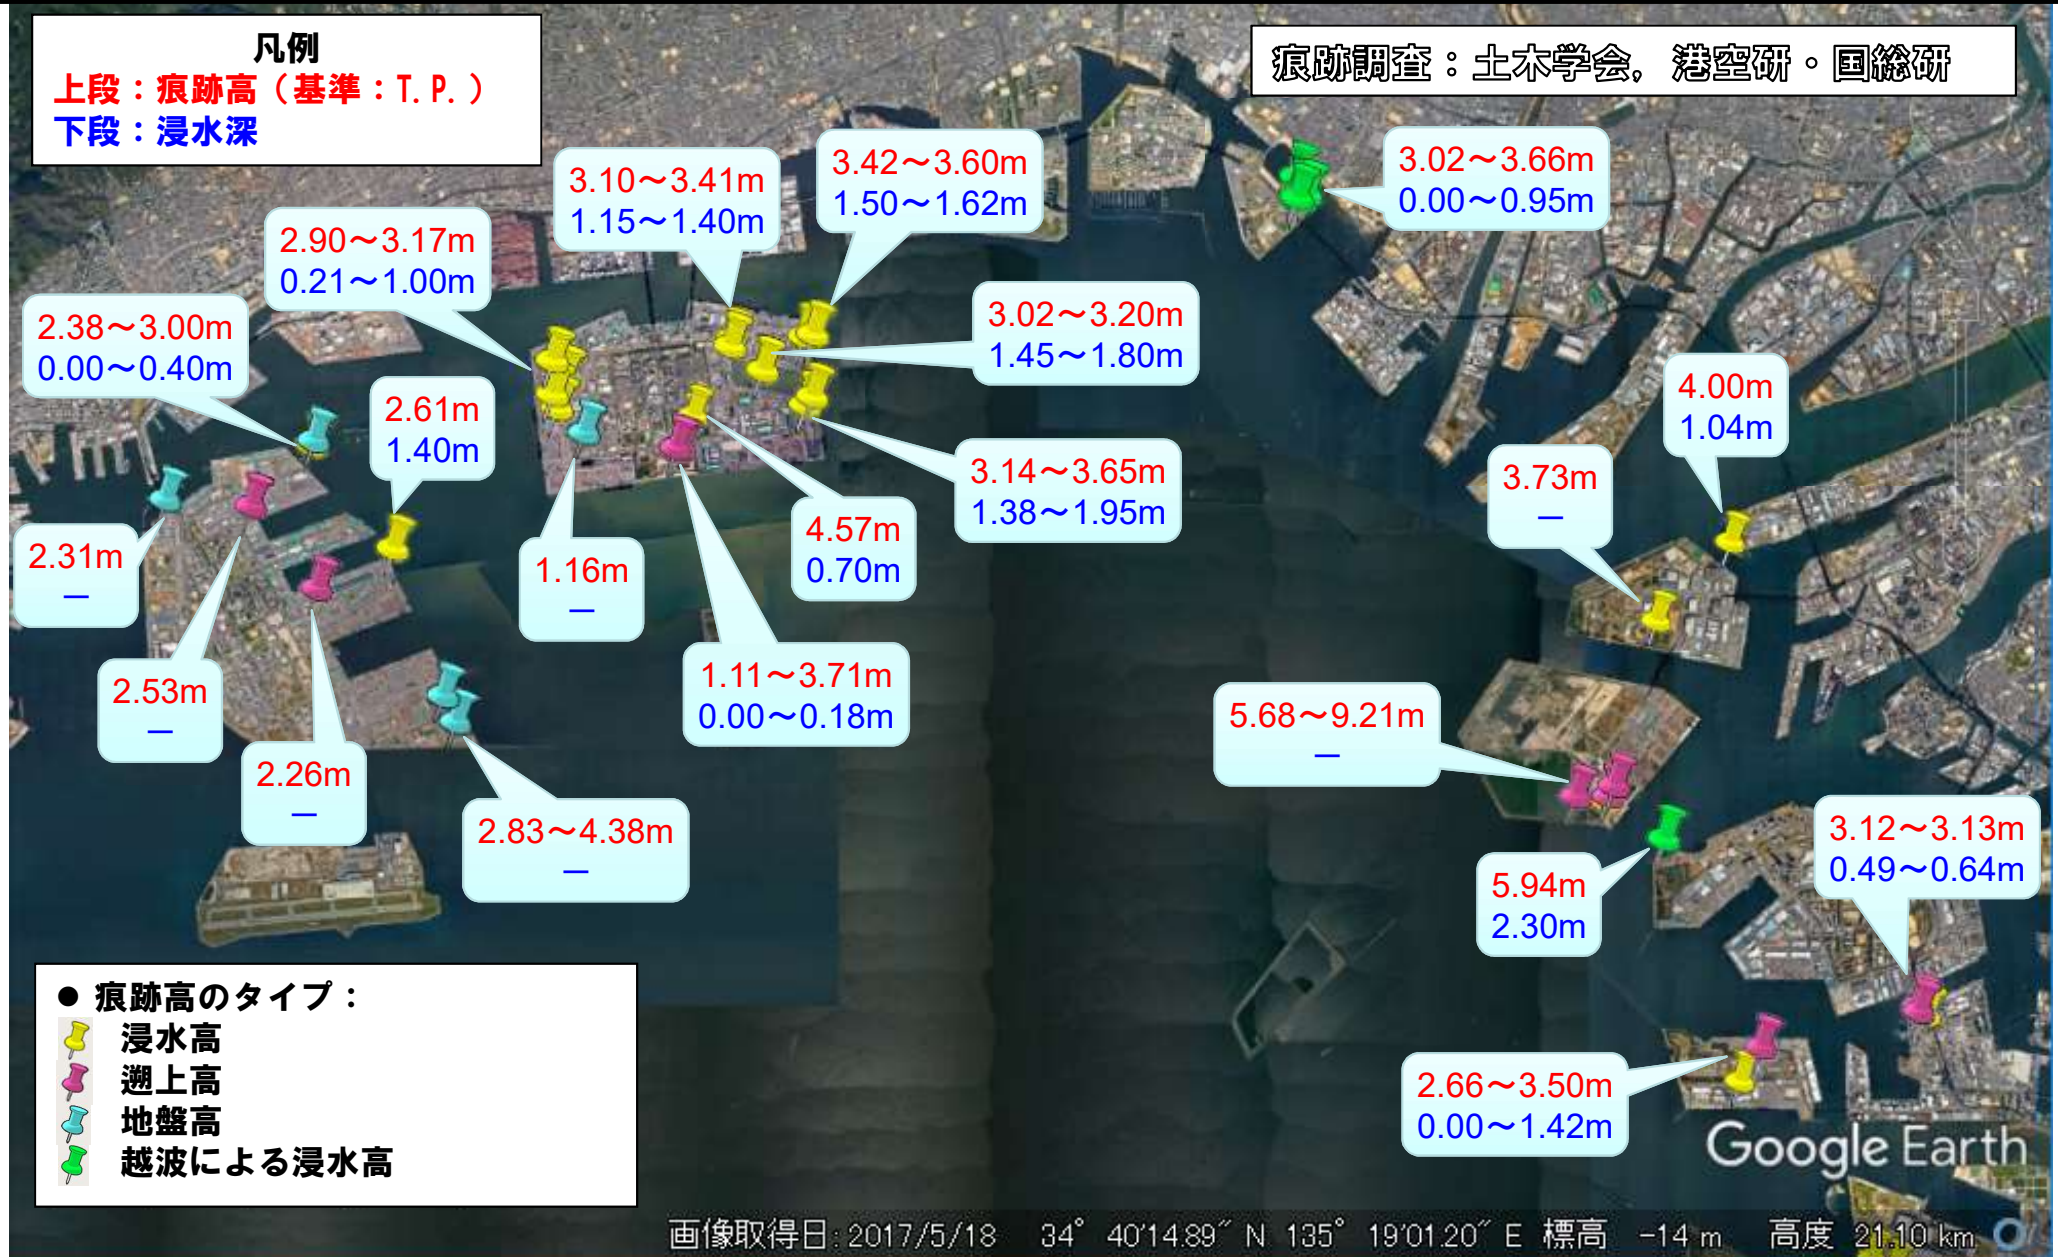 凡例
上段：痕跡高（基準：T.P.）
下段：浸水深
痕跡調査：土木学会，港空研・国総研
3.10～3.41m
1.15～1.40m
3.42～3.60m
1.50～1.62m
3.02～3.66m
0.00～0.95m
2.90～3.17m
0.21～1.00m
2.38～3.00m
0.00～0.40m
3.02～3.20m
1.45～1.80m
2.61m
1.40m
4.00m
1.04m
3.14～3.65m
1.38～1.95m
3.73m
－
4.57m
0.70m
2.31m
－
1.16m
－
1.11～3.71m
0.00～0.18m
2.53m
－
5.68～9.21m
－
2.26m
－
2.83～4.38m
－
3.12～3.13m
0.49～0.64m
5.94m
2.30m
2.66～3.50m
0.00～1.42m
● 痕跡高のタイプ：
浸水高
遡上高
地盤高
越波による浸水高
Google Earth
画像取得日:2017/5/18 34° 40'14.89" N 135° 19'01.20" E 標高 -14 m 高度 21.10 km